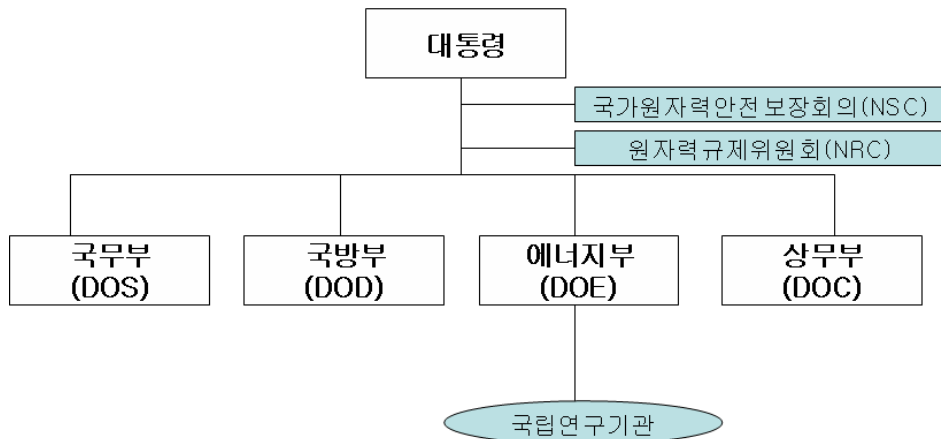 대통령
국가원자력안전보장회의(NSC)
원자력규제위원회(NRC)
국무부
(DOS)
국방부
(DOD)
에너지부
(DOE)
상무부
(DOC)
국립연구기관